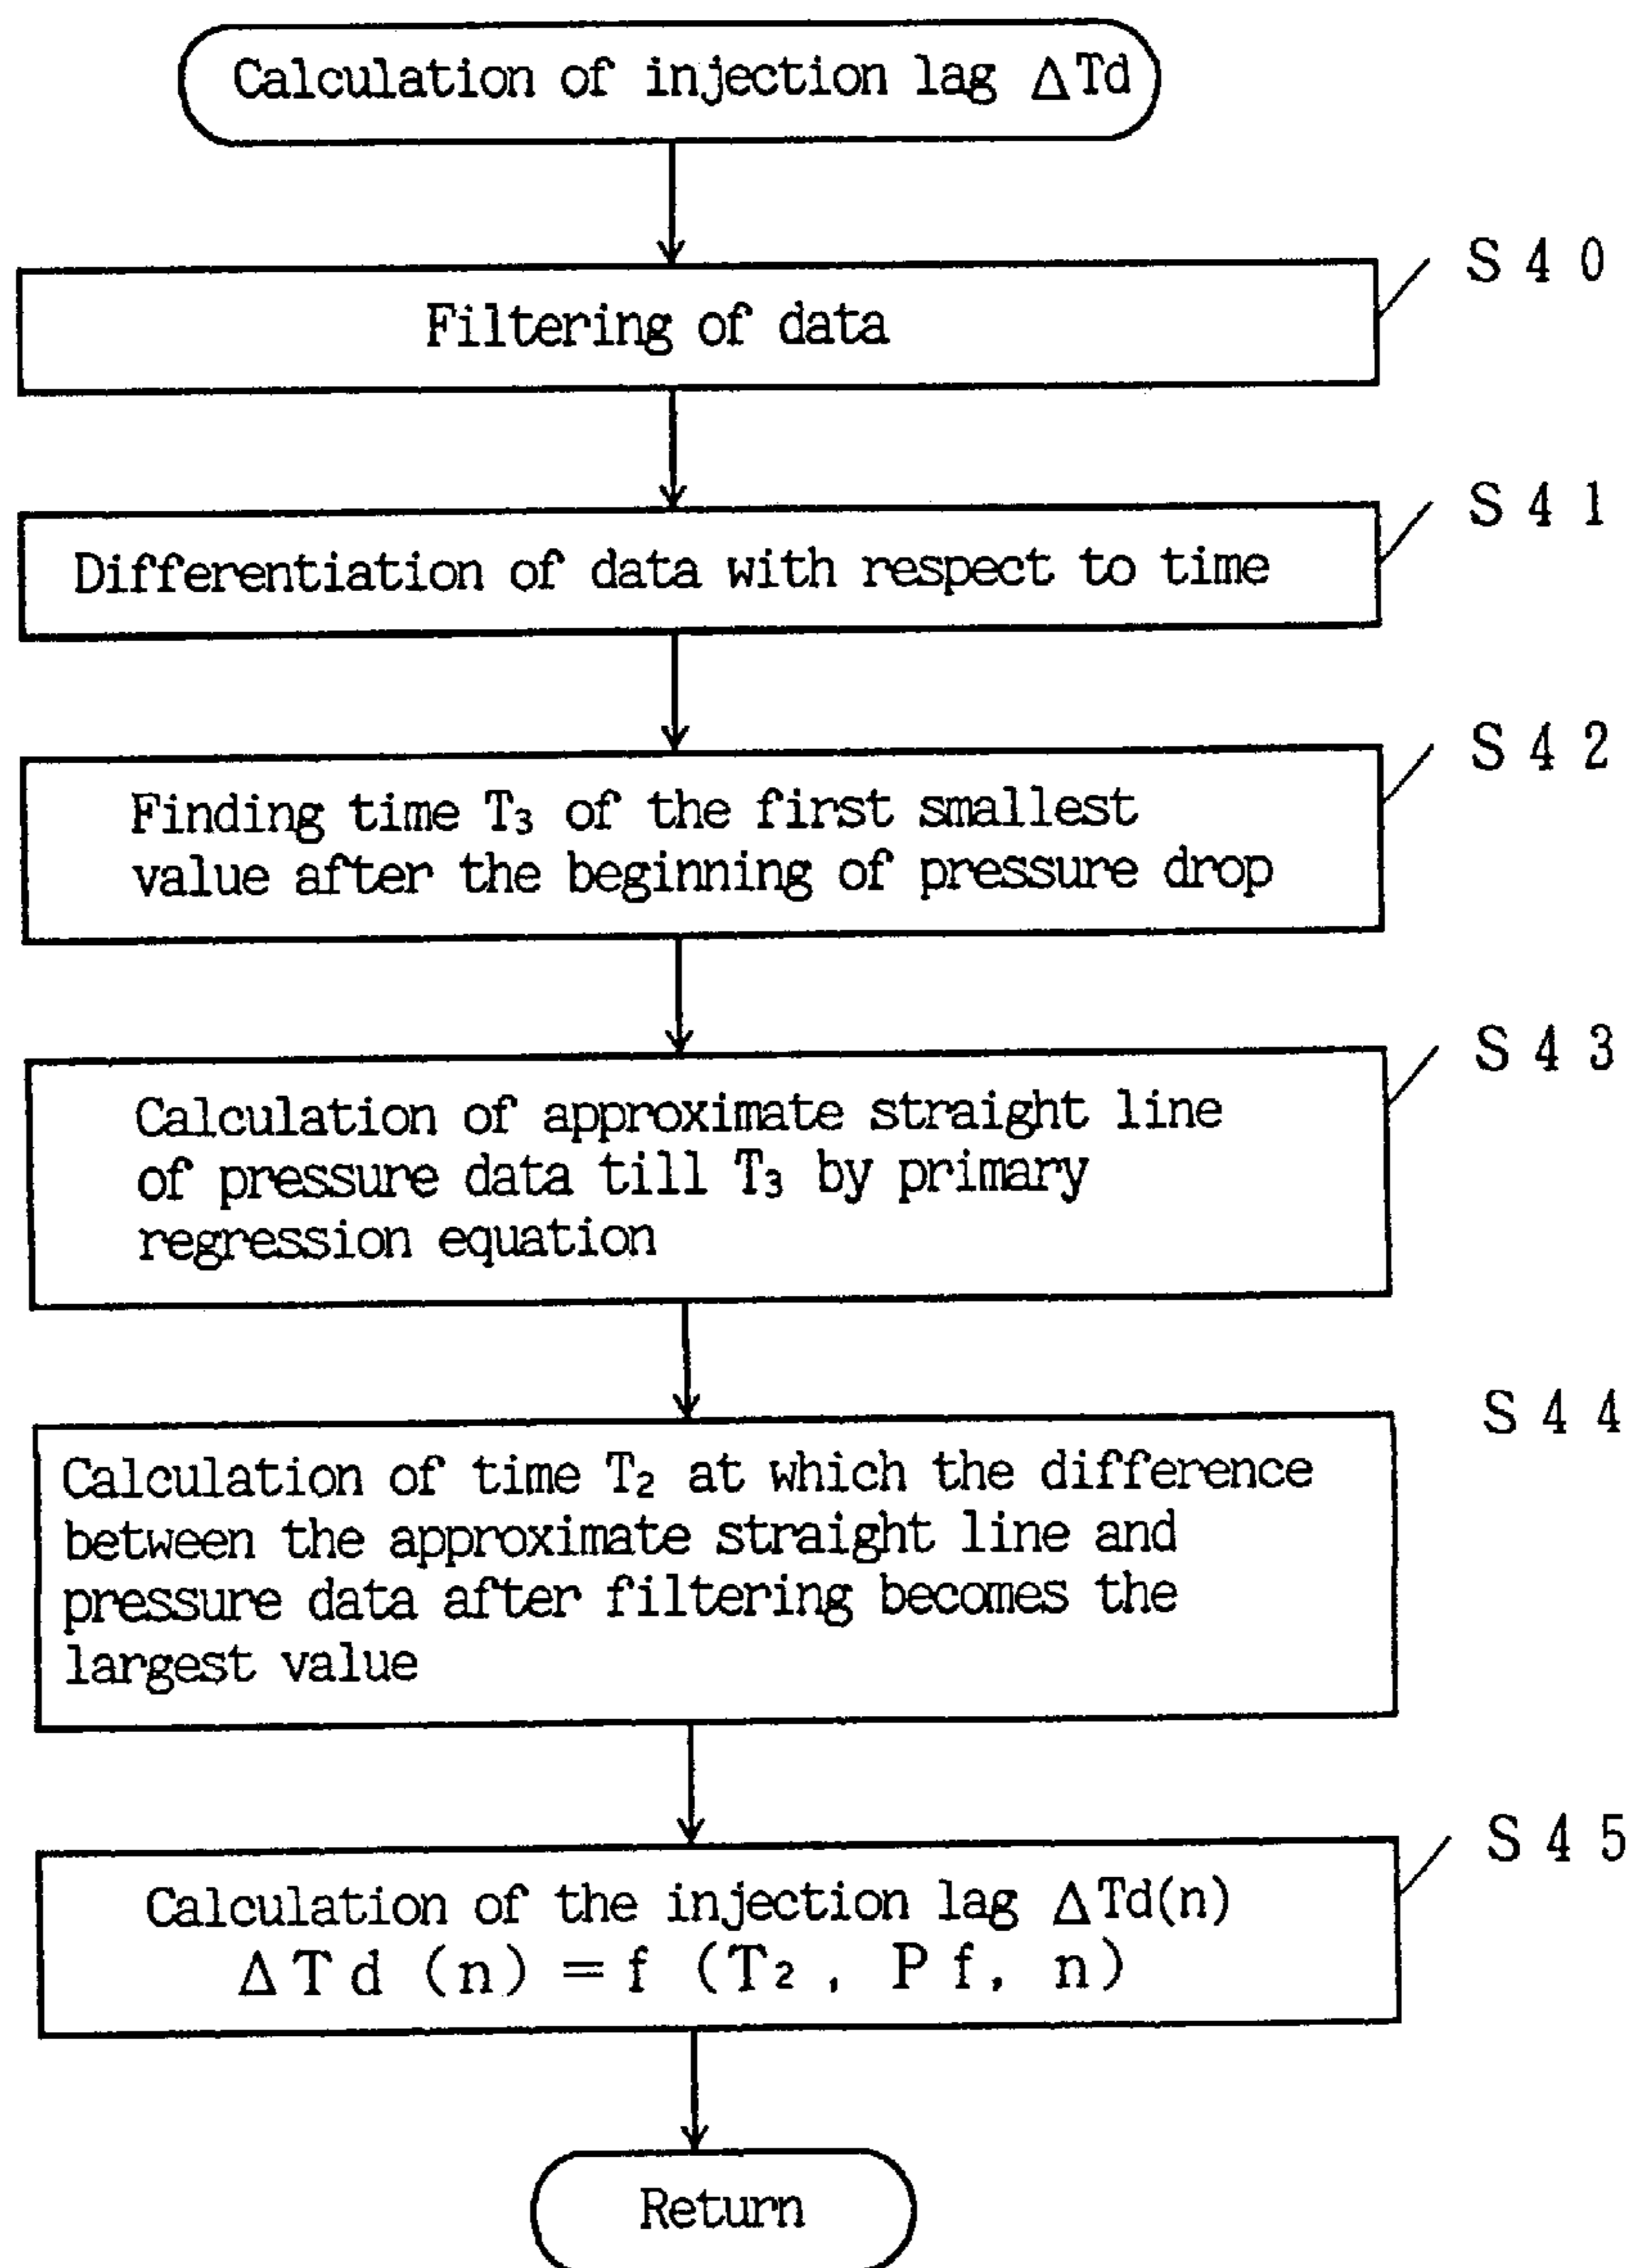 Calculation of injection lag ΔTd
S40
Filtering of data
S41
Differentiation of data with respect to time
S42
Finding time T₃ of the first smallest
value after the beginning of pressure drop
S43
Calculation of approximate straight line
of pressure data till T₃ by primary
regression equation
S44
Calculation of time T₂ at which the difference
between the approximate straight line and
pressure data after filtering becomes the
largest value
S45
Calculation of the injection lag ΔTd(n)
ΔTd (n) = f (T₂, Pf, n)
Return